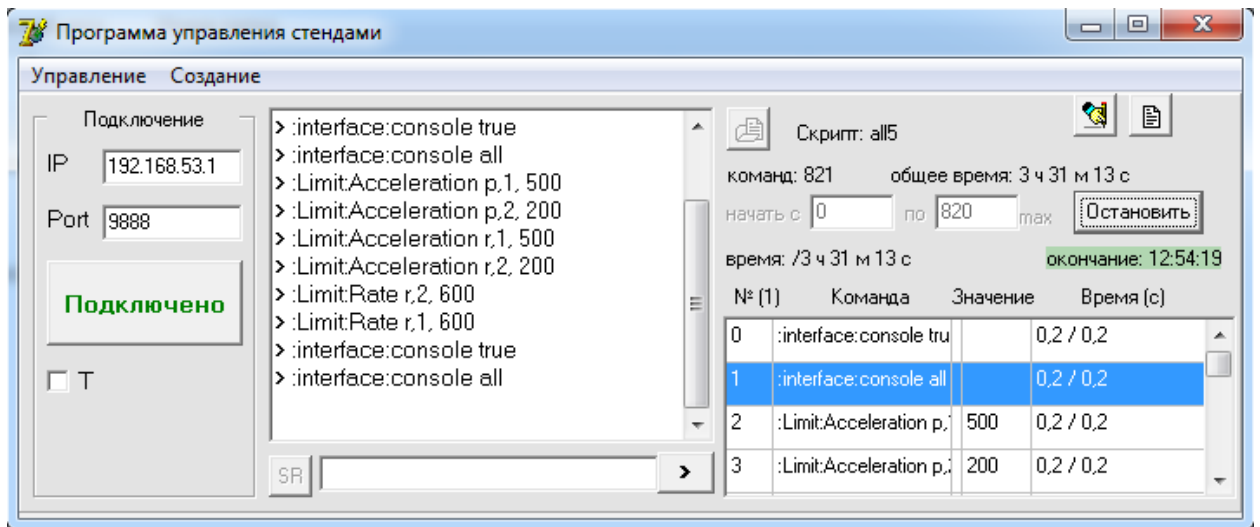 Программа управления стендами
Управление Создание
Подключение
IP 192.168.53.1
Port 9888
Подключено
T
> :interface:console true
> :interface:console all
> :Limit:Acceleration p,1, 500
> :Limit:Acceleration p,2, 200
> :Limit:Acceleration r,1, 500
> :Limit:Acceleration r,2, 200
> :Limit:Rate r,2, 600
> :Limit:Rate r,1, 600
> :interface:console true
> :interface:console all
SR >
Скрипт: all5
команд: 821 общее время: 3 ч 31 м 13 с
начать с 0 по 820 max Остановить
время: /3 ч 31 м 13 с окончание: 12:54:19
№ (1) Команда Значение Время (с)
0 :interface:console tru 0,2 / 0,2
1 :interface:console all 0,2 / 0,2
2 :Limit:Acceleration p, 500 0,2 / 0,2
3 :Limit:Acceleration p, 200 0,2 / 0,2